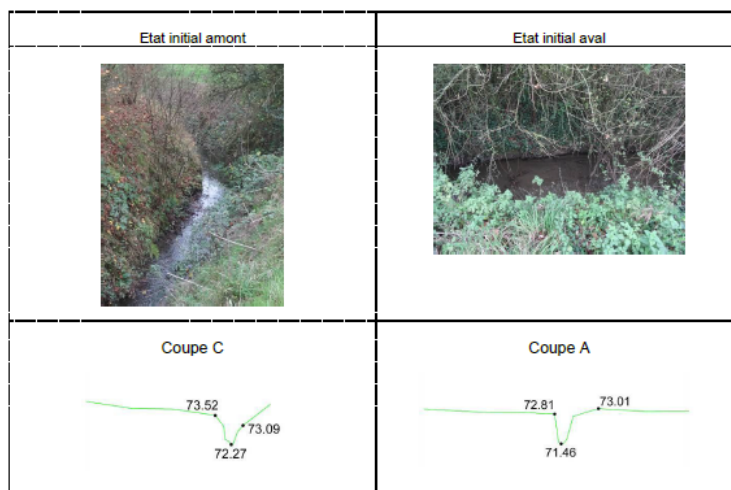 Etat initial amont
Etat initial aval
Coupe C
Coupe A
73.52
73.09
72.27
72.81
73.01
71.46